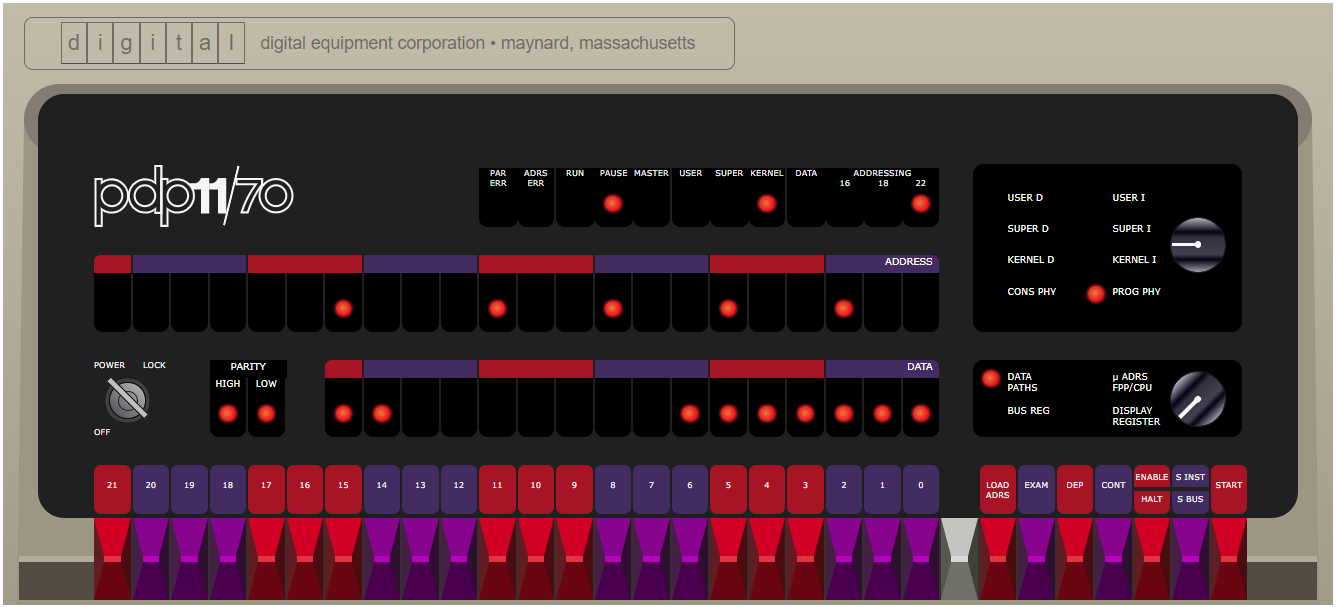 digital digital equipment corporation • maynard, massachusetts
pdp11/70
PAR ERR ADRS ERR RUN PAUSE MASTER USER SUPER KERNEL DATA ADDRESSING 16 18 22
USER D USER I
SUPER D SUPER I
KERNEL D KERNEL I
CONS PHY PROG PHY
ADDRESS
POWER LOCK
OFF
PARITY
HIGH LOW
DATA
DATA PATHS µ ADRS FPP/CPU
BUS REG DISPLAY REGISTER
21 20 19 18 17 16 15 14 13 12 11 10 9 8 7 6 5 4 3 2 1 0
LOAD ADRS EXAM DEP CONT ENABLE HALT S INST S BUS START